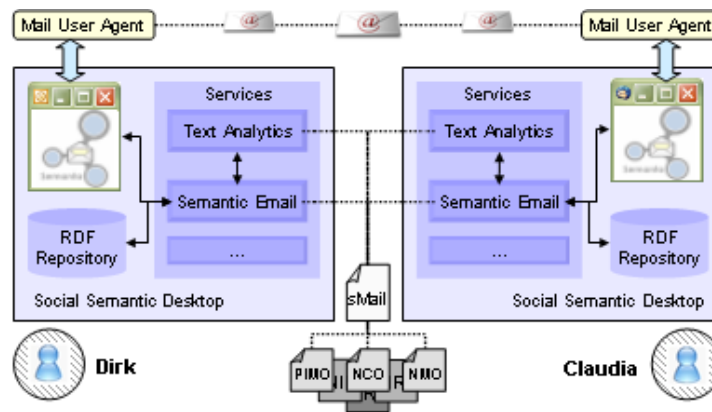 Mail User Agent
@
@
@
Mail User Agent
Services
Text Analytics
Semantic Email
...
RDF
Repository
Social Semantic Desktop
Services
Text Analytics
Semantic Email
...
RDF
Repository
Social Semantic Desktop
sMail
PIMO
NCO
NMO
Dirk
Claudia